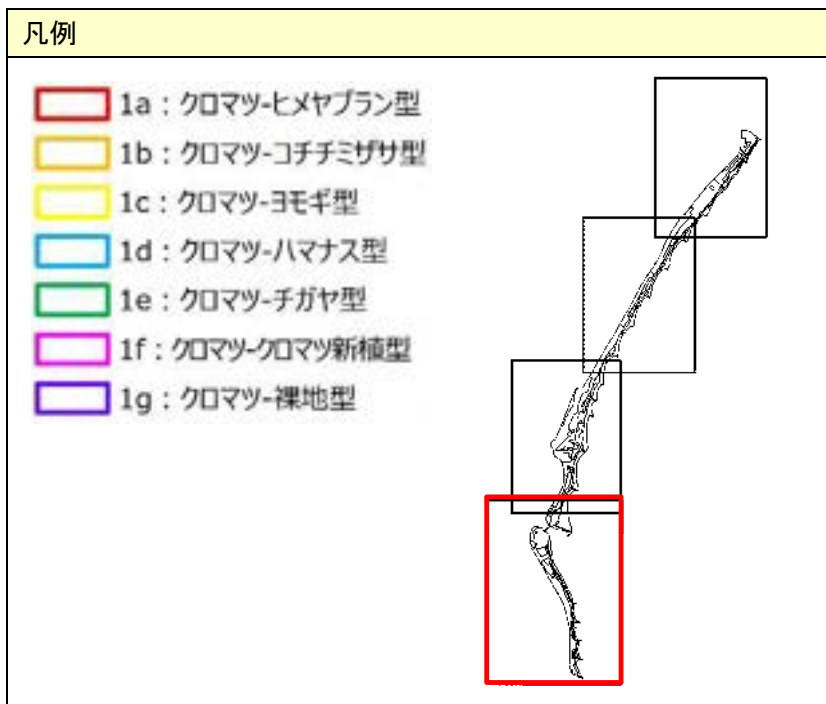 凡例
1a：クロマツ-ヒメヤブラン型
1b：クロマツ-コチチミザサ型
1c：クロマツ-ヨモギ型
1d：クロマツ-ハマナス型
1e：クロマツ-チガヤ型
1f：クロマツ-クロマツ新植型
1g：クロマツ-裸地型